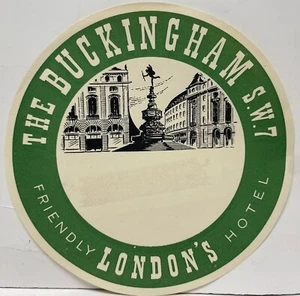 THE BUCKINGHAM S.W.7
FRIENDLY LONDON'S HOTEL